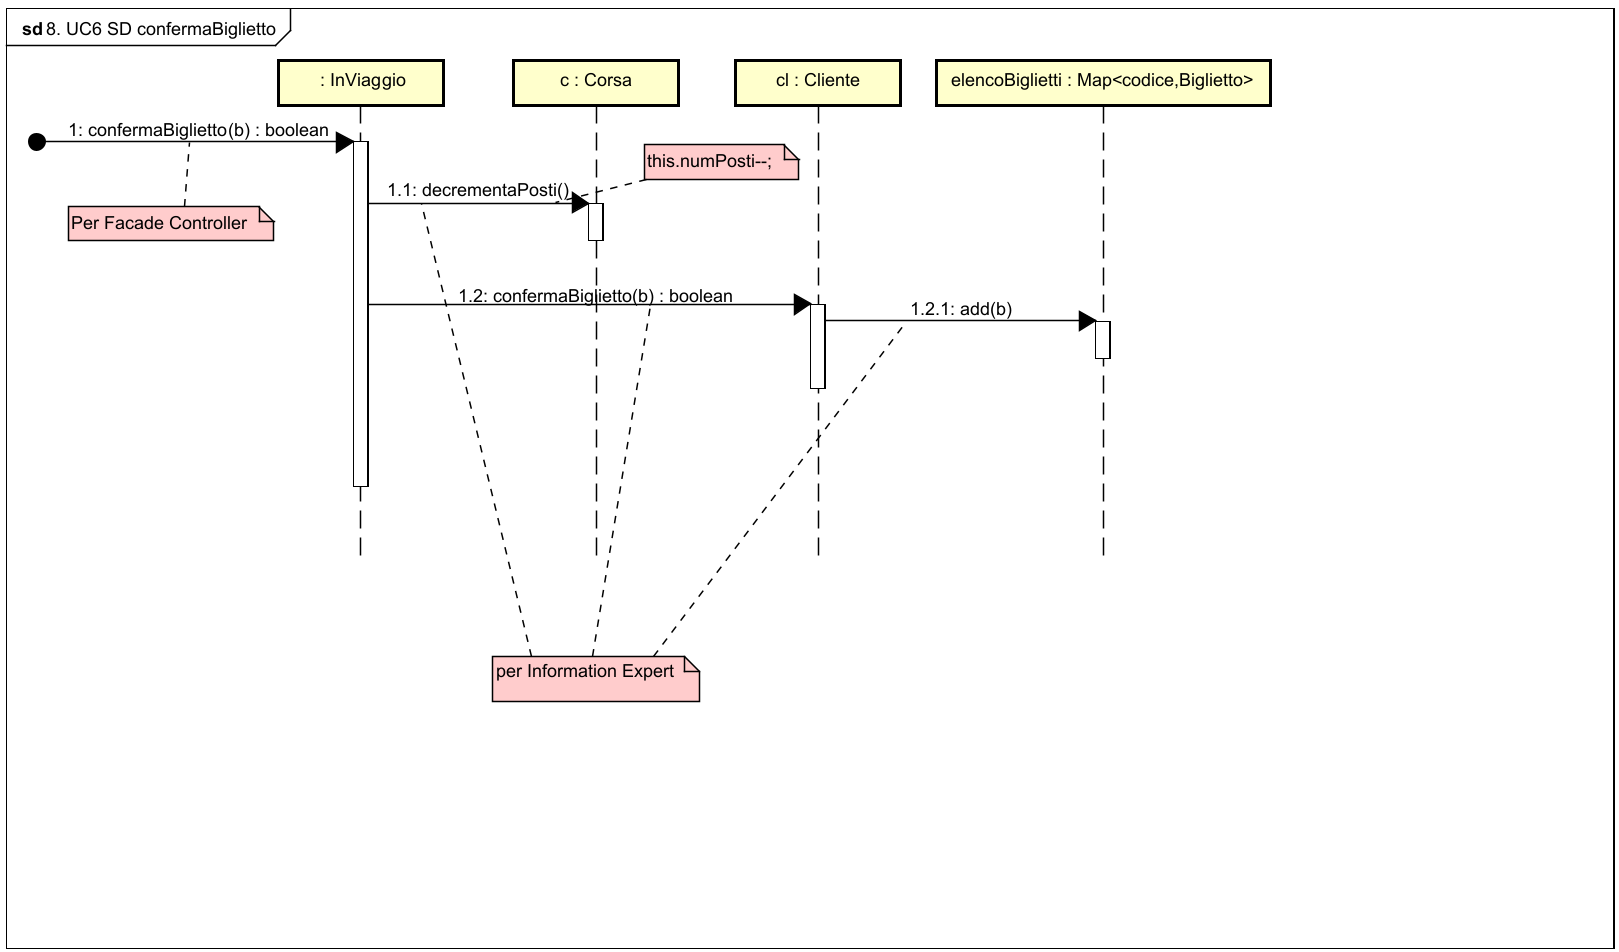 sd 8. UC6 SD confermaBiglietto
: InViaggio
c : Corsa
cl : Cliente
elencoBiglietti : Map<codice,Biglietto>
1: confermaBiglietto(b) : boolean
this.numPosti--;
1.1: decrementaPosti()
Per Facade Controller
1.2: confermaBiglietto(b) : boolean
1.2.1: add(b)
per Information Expert